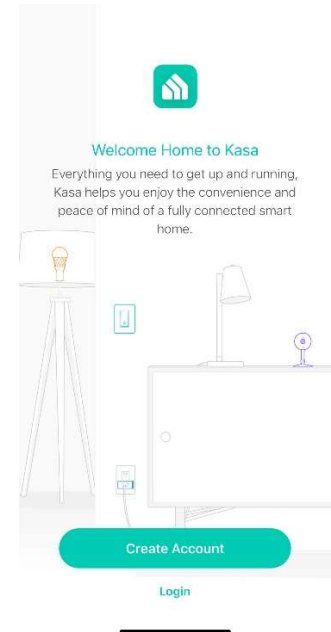 Welcome Home to Kasa
Everything you need to get up and running,
Kasa helps you enjoy the convenience and
peace of mind of a fully connected smart
home.
Create Account
Login